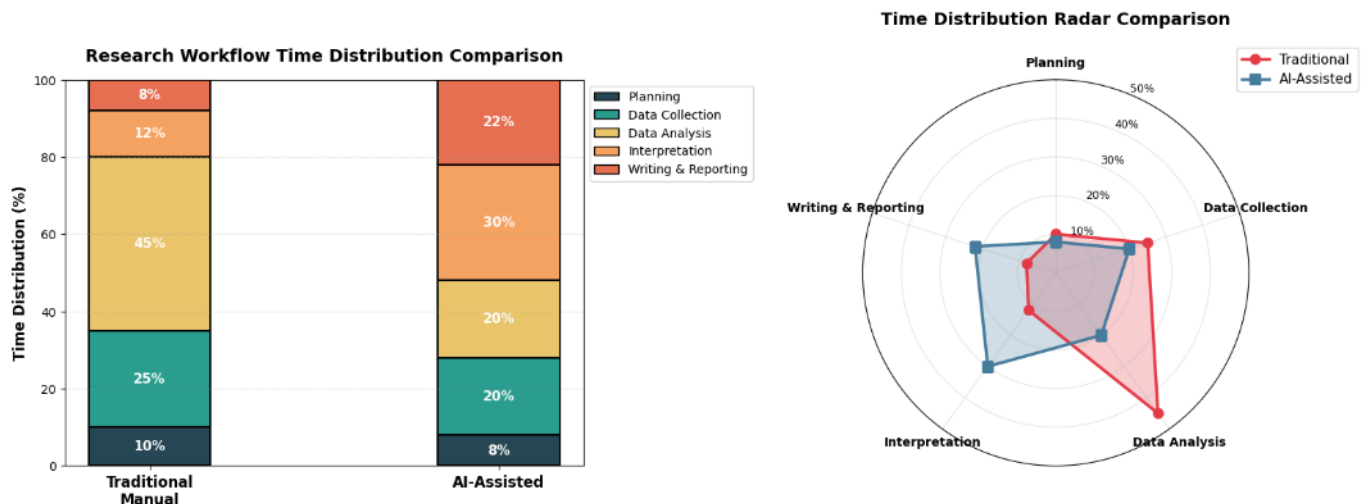 Research Workflow Time Distribution Comparison
Time Distribution (%)
100
80
60
40
20
0
8%
12%
45%
25%
10%
22%
30%
20%
20%
8%
Traditional
Manual
AI-Assisted
Planning
Data Collection
Data Analysis
Interpretation
Writing & Reporting
Time Distribution Radar Comparison
Traditional
AI-Assisted
Planning
50%
40%
30%
20%
10%
Writing & Reporting
Data Collection
Interpretation
Data Analysis